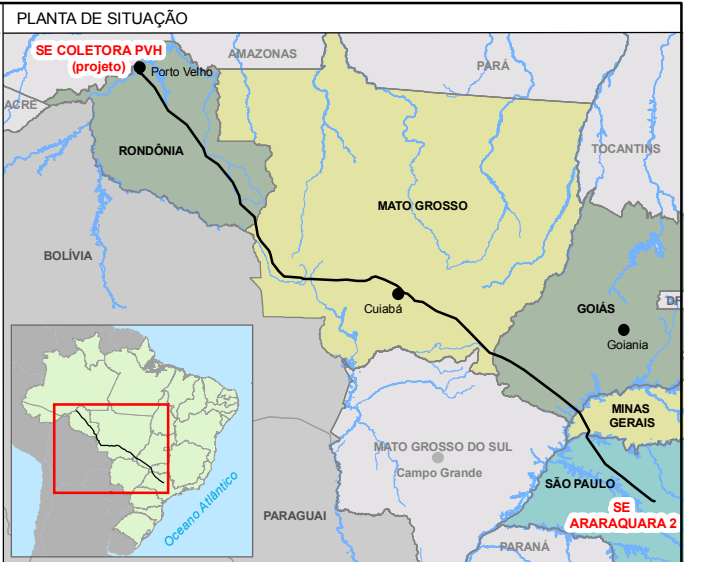 PLANTA DE SITUAÇÃO
SE COLETORA PVH
(projeto)
Porto Velho
AMAZONAS
PARÁ
ACRE
TOCANTINS
RONDÔNIA
MATO GROSSO
BOLÍVIA
Cuiabá
GOIÁS
DF
Goiania
MINAS
GERAIS
MATO GROSSO DO SUL
Campo Grande
SÃO PAULO
SE
ARARAQUARA 2
PARAGUAI
PARANÁ
Oceano Atlântico